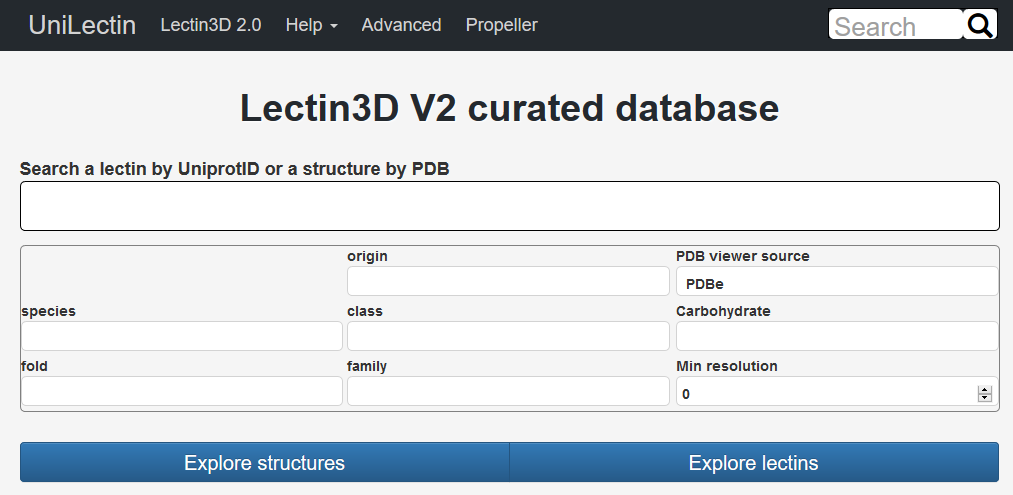 UniLectin Lectin3D 2.0 Help Advanced Propeller Search
Lectin3D V2 curated database
Search a lectin by UniprotID or a structure by PDB
origin PDB viewer source
PDBe
species class Carbohydrate
fold family Min resolution
0
Explore structures Explore lectins